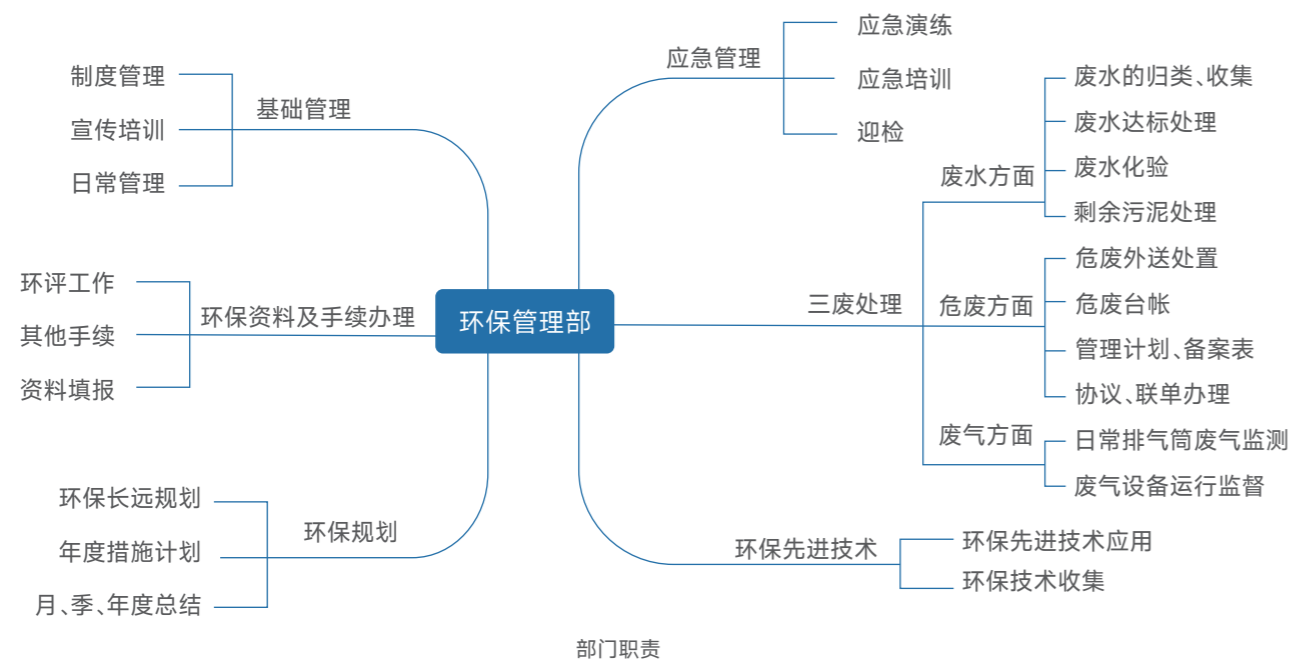 环保管理部
基础管理
制度管理
宣传培训
日常管理
环保资料及手续办理
环评工作
其他手续
资料填报
环保规划
环保长远规划
年度措施计划
月、季、年度总结
应急管理
应急演练
应急培训
迎检
三废处理
废水方面
废水的归类、收集
废水达标处理
废水化验
剩余污泥处理
危废方面
危废外送处置
危废台帐
管理计划、备案表
协议、联单办理
废气方面
日常排气筒废气监测
废气设备运行监督
环保先进技术
环保先进技术应用
环保技术收集
部门职责